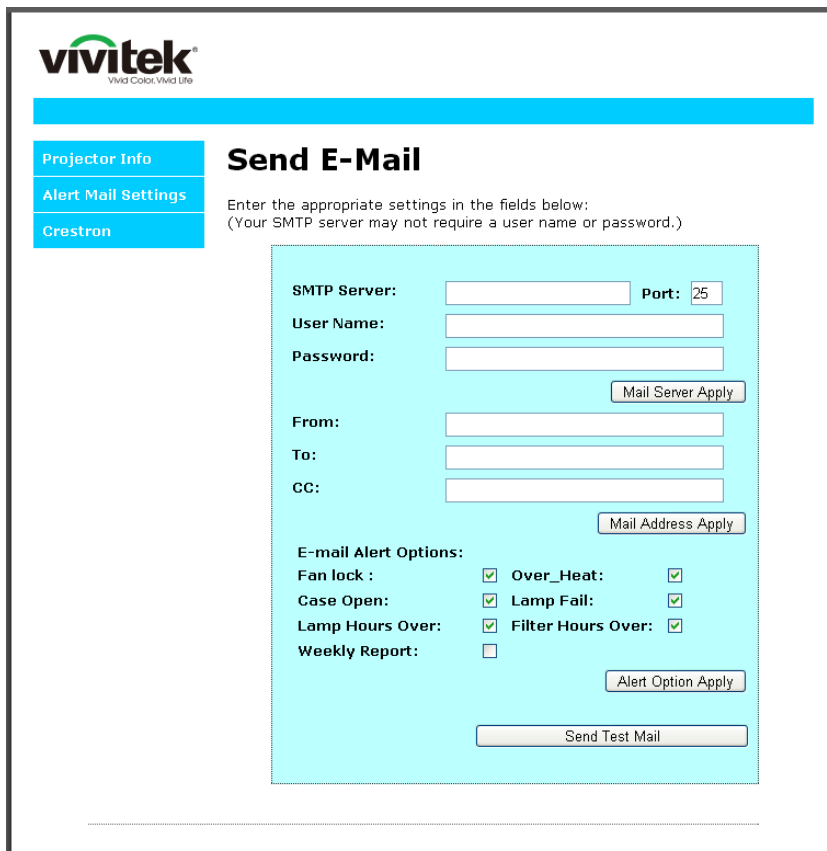 vivitek®
Vivid Color. Vivid Life
Projector Info
Alert Mail Settings
Crestron
Send E-Mail
Enter the appropriate settings in the fields below:
(Your SMTP server may not require a user name or password.)
SMTP Server: Port: 25
User Name:
Password:
Mail Server Apply
From:
To:
CC:
Mail Address Apply
E-mail Alert Options:
Fan lock : Over_Heat:
Case Open: Lamp Fail:
Lamp Hours Over: Filter Hours Over:
Weekly Report:
Alert Option Apply
Send Test Mail